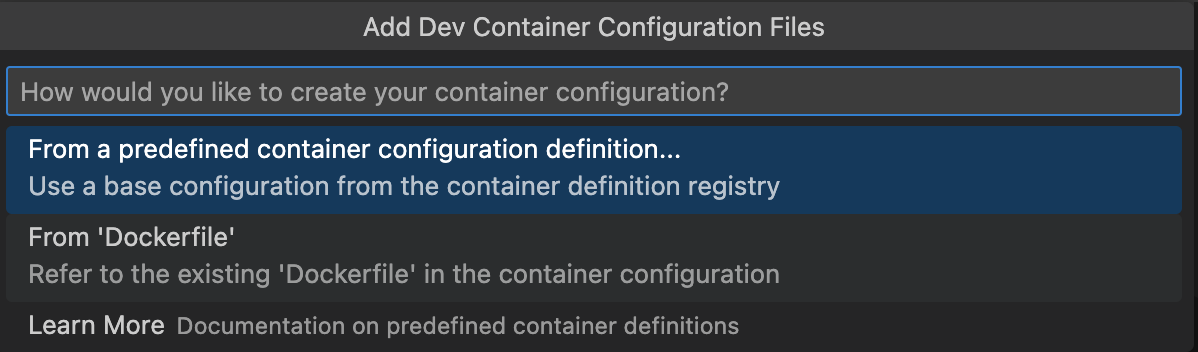 Add Dev Container Configuration Files
How would you like to create your container configuration?
From a predefined container configuration definition...
Use a base configuration from the container definition registry
From 'Dockerfile'
Refer to the existing 'Dockerfile' in the container configuration
Learn More Documentation on predefined container definitions